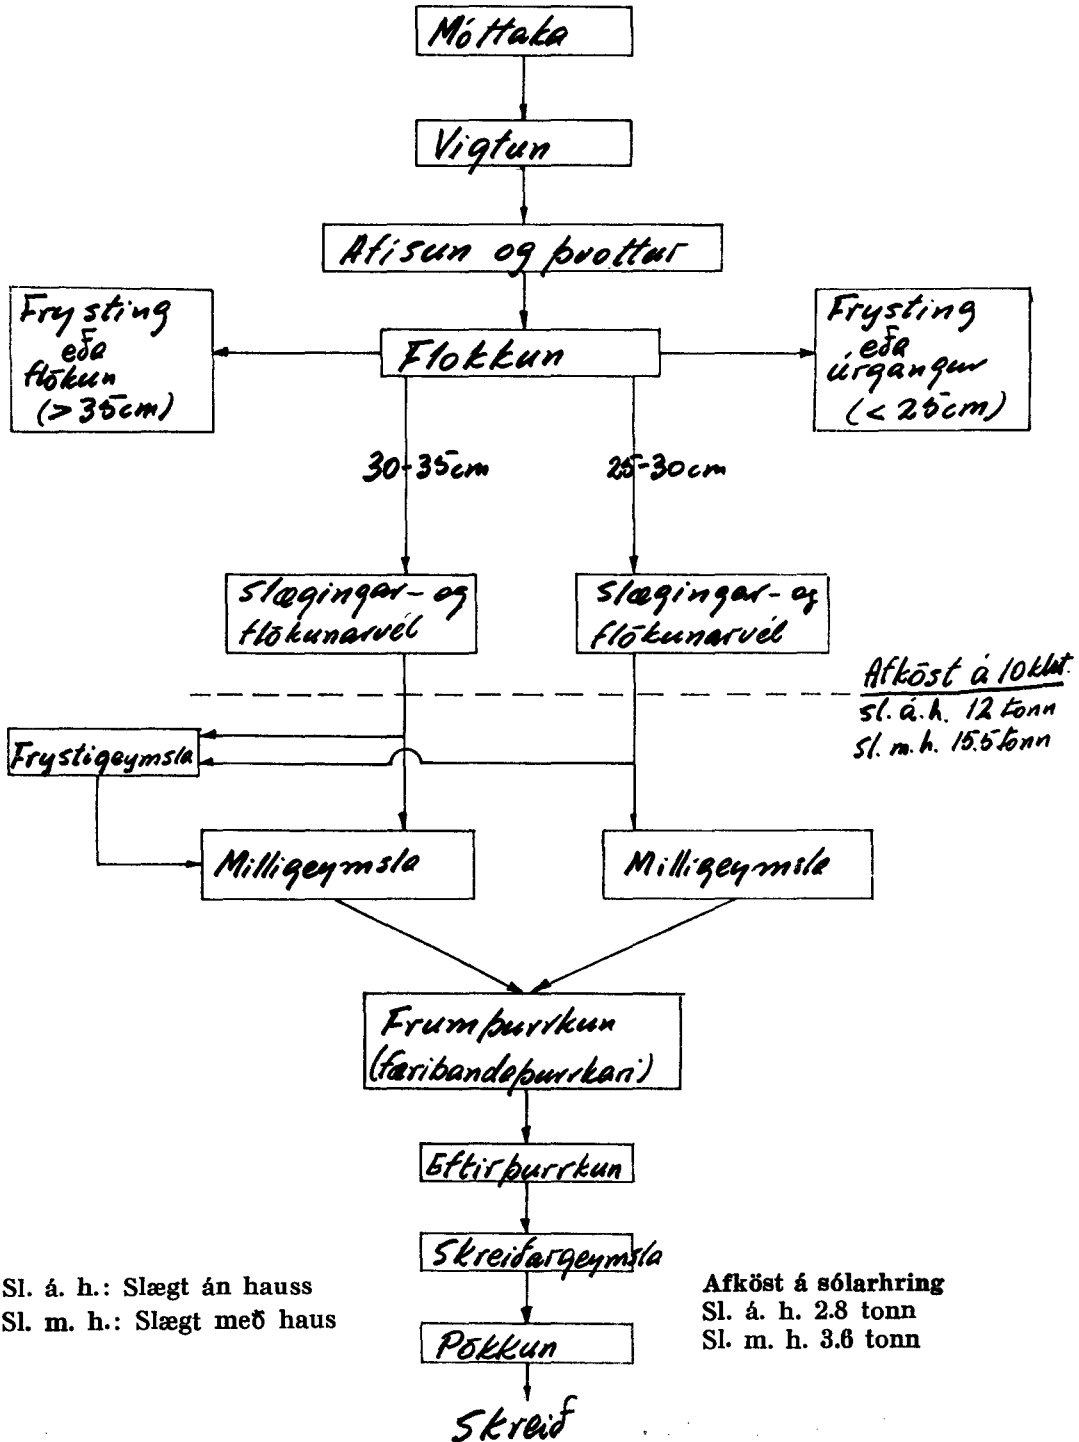 Móttaka
Vigtun
Afísun og þvottur
Frysting
eða
flökun
(>35cm)
Flokkun
Frysting
eða
úrgangur
(<25cm)
30-35cm
25-30cm
Slægingar- og
flökunarvél
Slægingar- og
flökunarvél
Afköst á 10 klst.
sl. á.h. 12 tonn
sl. m.h. 15.5 tonn
Frystigeymsla
Milligeymsla
Milligeymsla
Frumþurrkun
(færibandaþurrkari)
Eftirþurrkun
Skreiðargeymsla
Sl. á. h.: Slægt án hauss
Sl. m. h.: Slægt með haus
Afköst á sólarhring
Sl. á. h. 2.8 tonn
Sl. m. h. 3.6 tonn
Pökkun
Skreið